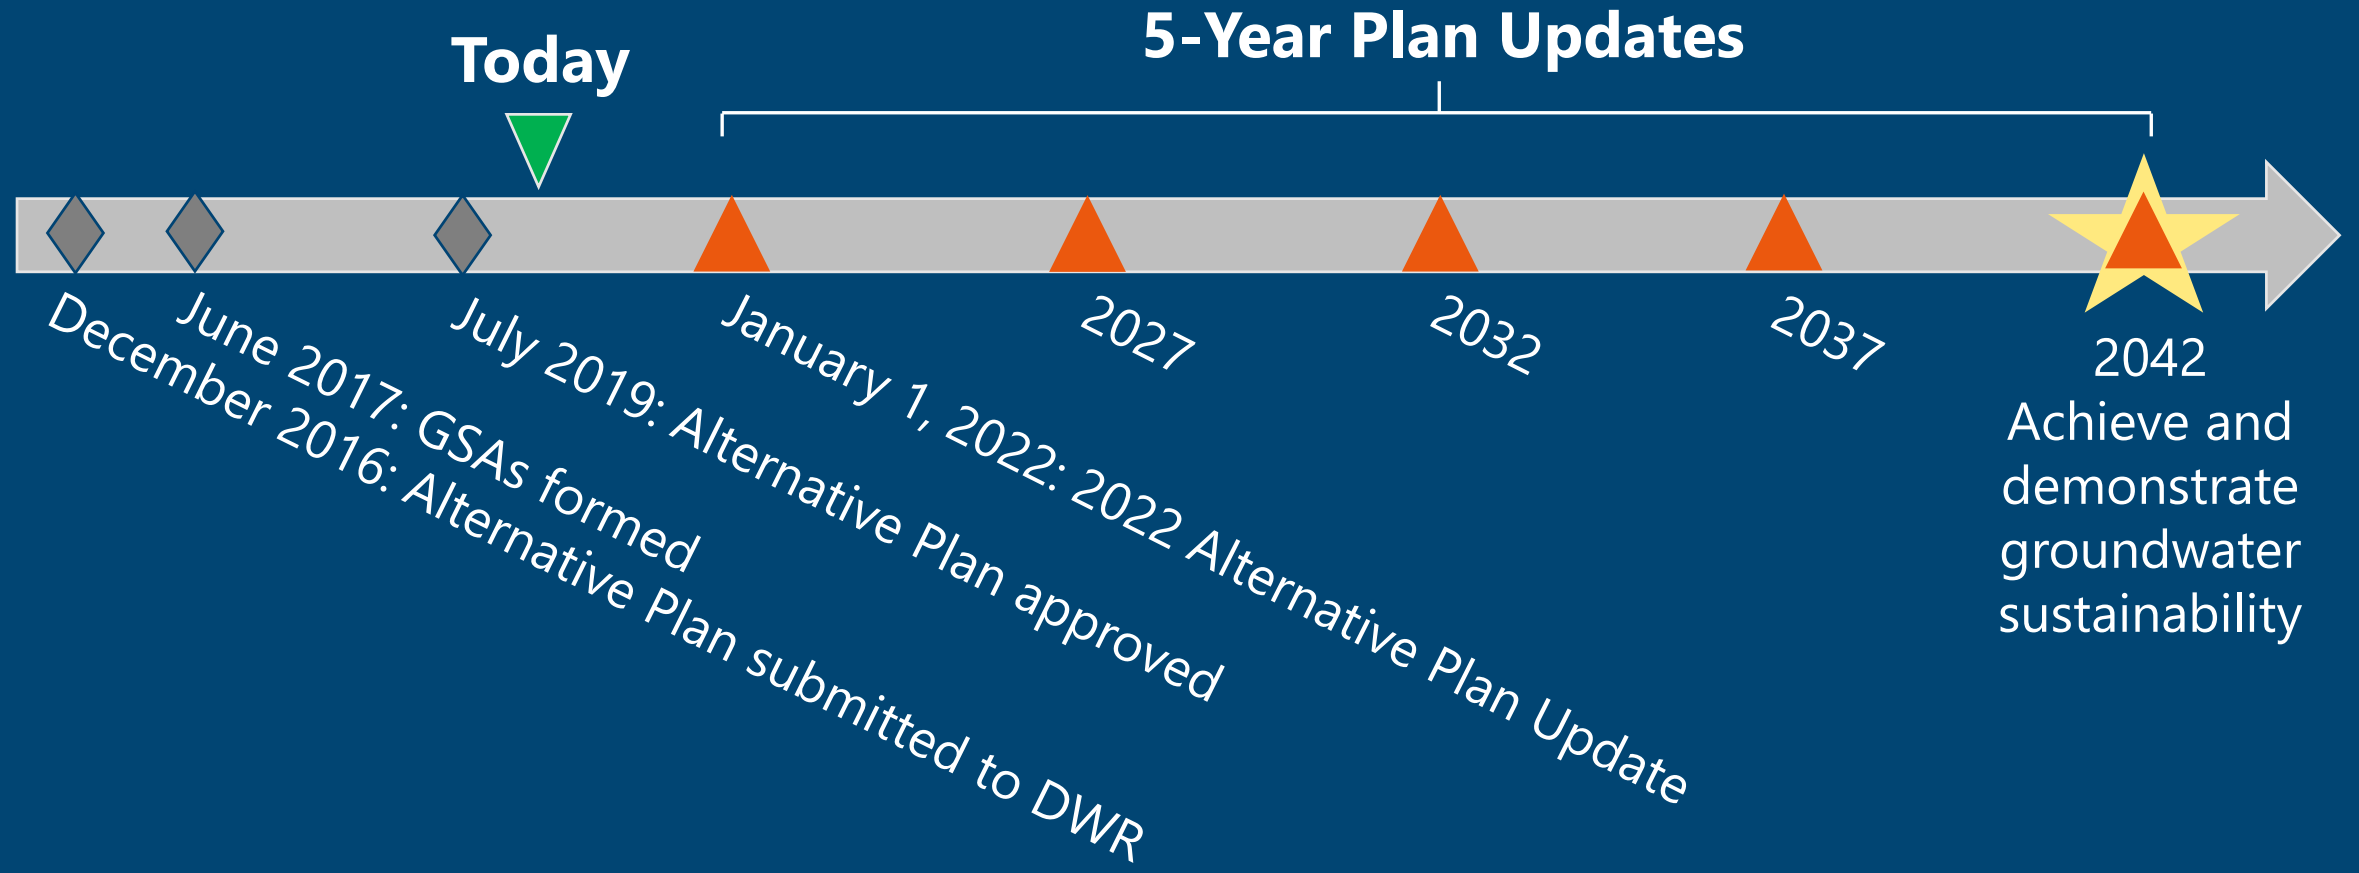 Today
5-Year Plan Updates
December 2016: Alternative Plan submitted to DWR
June 2017: GSAs formed
July 2019: Alternative Plan approved
January 1, 2022: 2022 Alternative Plan Update
2027
2032
2037
2042
Achieve and
demonstrate
groundwater
sustainability